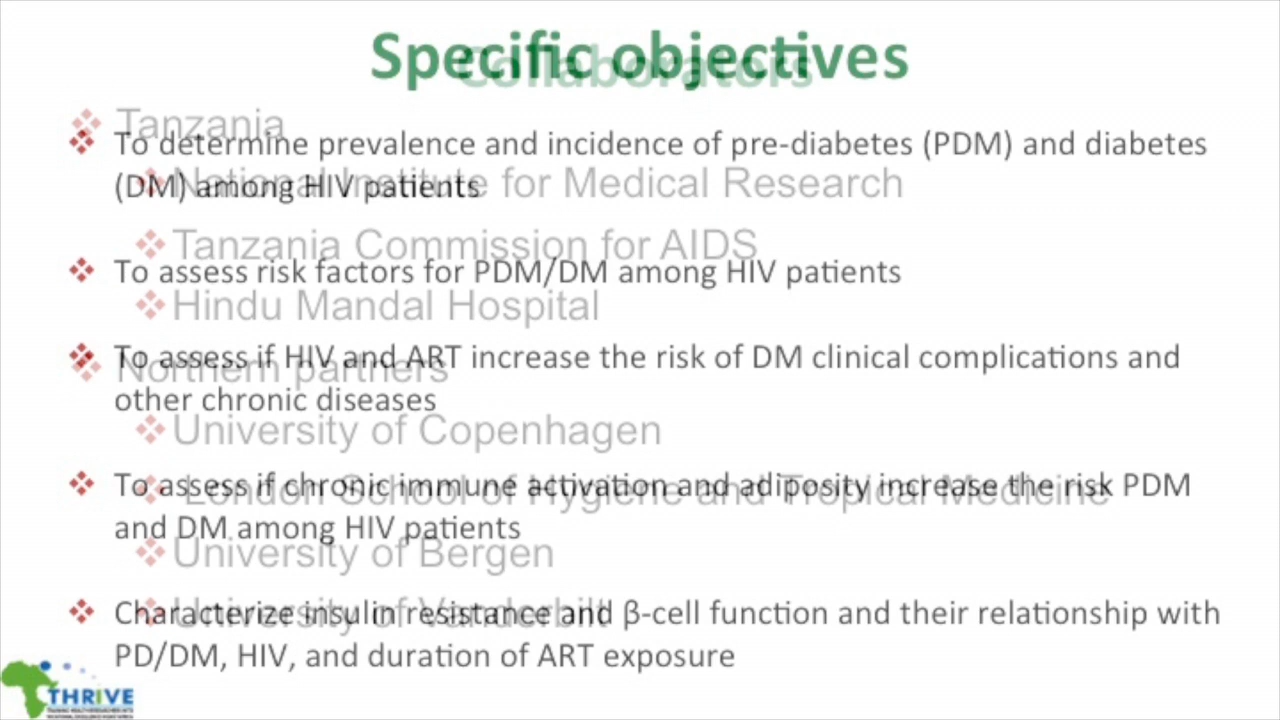 Specific objectives
To determine prevalence and incidence of pre-diabetes (PDM) and diabetes
(DM) among HIV patients
To assess risk factors for PDM/DM among HIV patients
To assess if HIV and ART increase the risk of DM clinical complications and
other chronic diseases
To assess if chronic immune activation and adiposity increase the risk PDM
and DM among HIV patients
Characterize insulin resistance and β-cell function and their relationship with
PD/DM, HIV, and duration of ART exposure
Collaborators
Tanzania
National Institute for Medical Research
Tanzania Commission for AIDS
Hindu Mandal Hospital
Northern partners
University of Copenhagen
London School of Hygiene and Tropical Medicine
University of Bergen
University of Vanderbilt
THRiVE